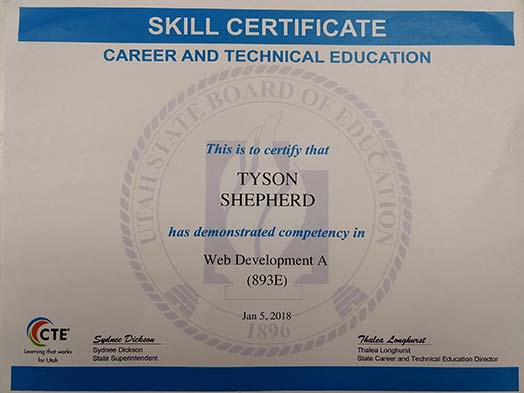 SKILL CERTIFICATE
CAREER AND TECHNICAL EDUCATION
UTAH STATE BOARD OF EDUCATION
This is to certify that
TYSON
SHEPHERD
has demonstrated competency in
Web Development A
(893E)
Jan 5, 2018
1896
CTE
Learning that works
for Utah
Sydnee Dickson
Sydnee Dickson
State Superintendent
Thalea Longhurst
Thalea Longhurst
State Career and Technical Education Director